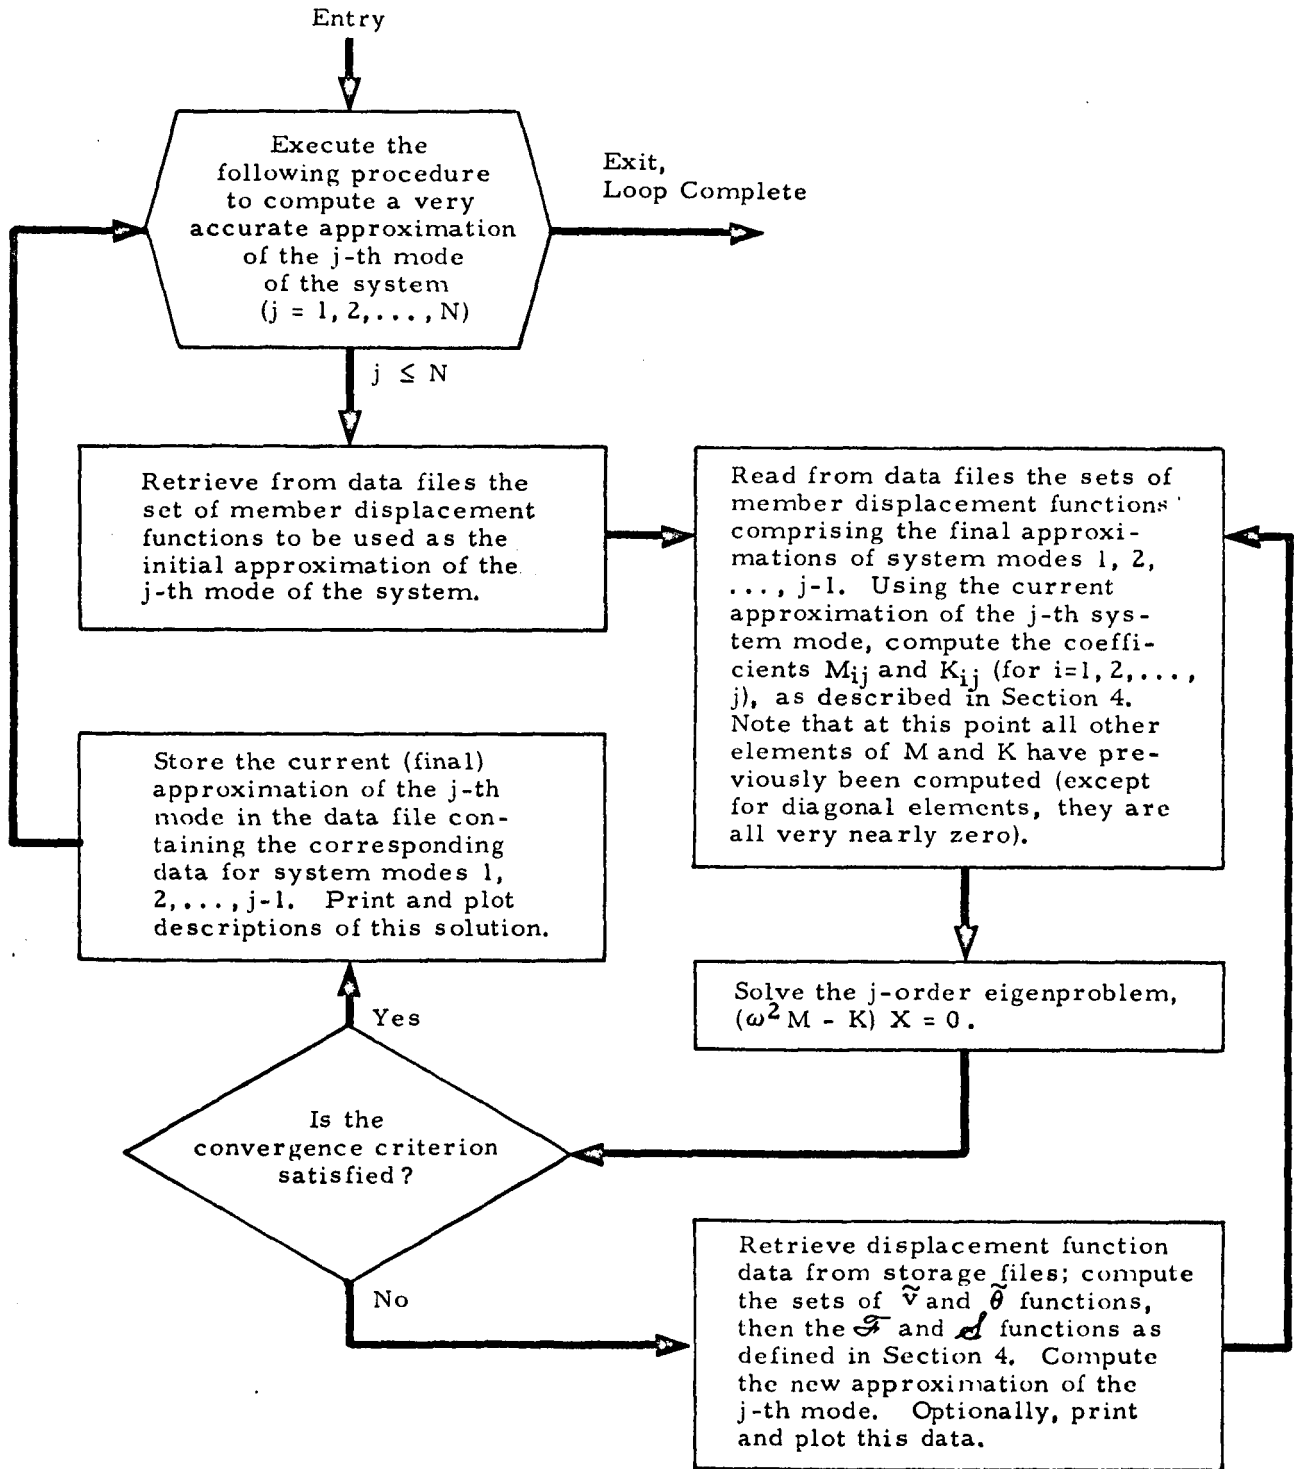 Entry
Execute the
following procedure
to compute a very
accurate approximation
of the j-th mode
of the system
(j = 1, 2, . . . , N)
Exit,
Loop Complete
j ≤ N
Retrieve from data files the
set of member displacement
functions to be used as the
initial approximation of the
j-th mode of the system.
Read from data files the sets of
member displacement functions
comprising the final approxi-
mations of system modes 1, 2,
. . . , j-1. Using the current
approximation of the j-th sys-
tem mode, compute the coeffi-
cients Mij and Kij (for i=1, 2, . . . ,
j), as described in Section 4.
Note that at this point all other
elements of M and K have pre-
viously been computed (except
for diagonal elements, they are
all very nearly zero).
Store the current (final)
approximation of the j-th
mode in the data file con-
taining the corresponding
data for system modes 1,
2, . . . , j-1. Print and plot
descriptions of this solution.
Solve the j-order eigenproblem,
(ω² M - K) X = 0.
Yes
Is the
convergence criterion
satisfied?
No
Retrieve displacement function
data from storage files; compute
the sets of ṽ and θ̃ functions,
then the ℱ and 𝒮 functions as
defined in Section 4. Compute
the new approximation of the
j-th mode. Optionally, print
and plot this data.